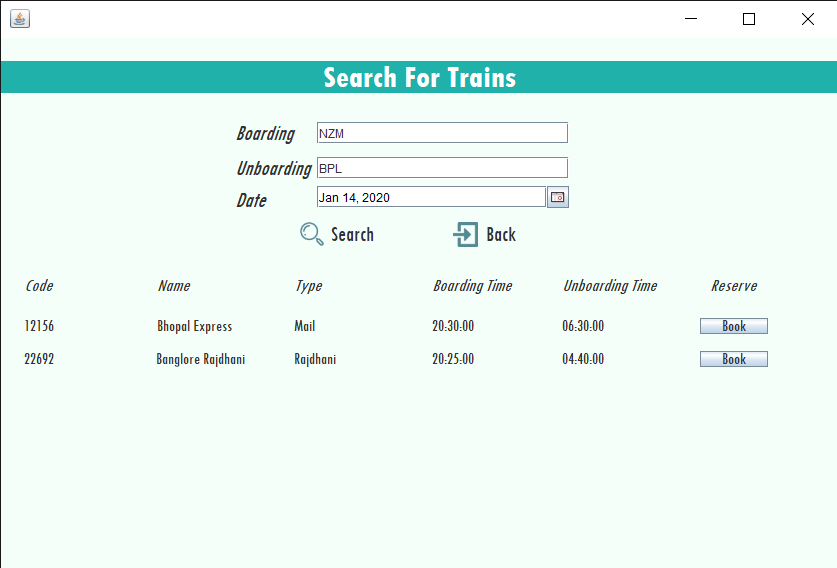 Search For Trains
Boarding NZM
Unboarding BPL
Date Jan 14, 2020
Search Back
Code Name Type Boarding Time Unboarding Time Reserve
12156 Bhopal Express Mail 20:30:00 06:30:00 Book
22692 Banglore Rajdhani Rajdhani 20:25:00 04:40:00 Book